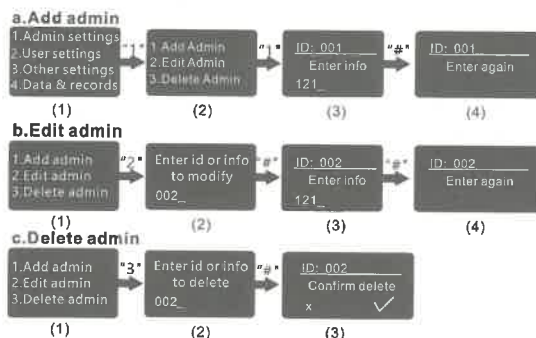 a.Add admin
1.Admin settings
2.User settings
3.Other settings
4.Data & records
"1"
1.Add Admin
2.Edit Admin
3.Delete Admin
"1"
ID: 001
Enter info
121_
"#"
ID: 001
Enter again
(1) (2) (3) (4)
b.Edit admin
1.Add admin
2.Edit admin
3.Delete admin
"2"
Enter id or info
to modify
002_
"#"
ID: 002
Enter info
121_
"#"
ID: 002
Enter again
(1) (2) (3) (4)
c.Delete admin
1.Add admin
2.Edit admin
3.Delete admin
"3"
Enter id or info
to delete
002_
"#"
ID: 002
Confirm delete
x ✓
(1) (2) (3)